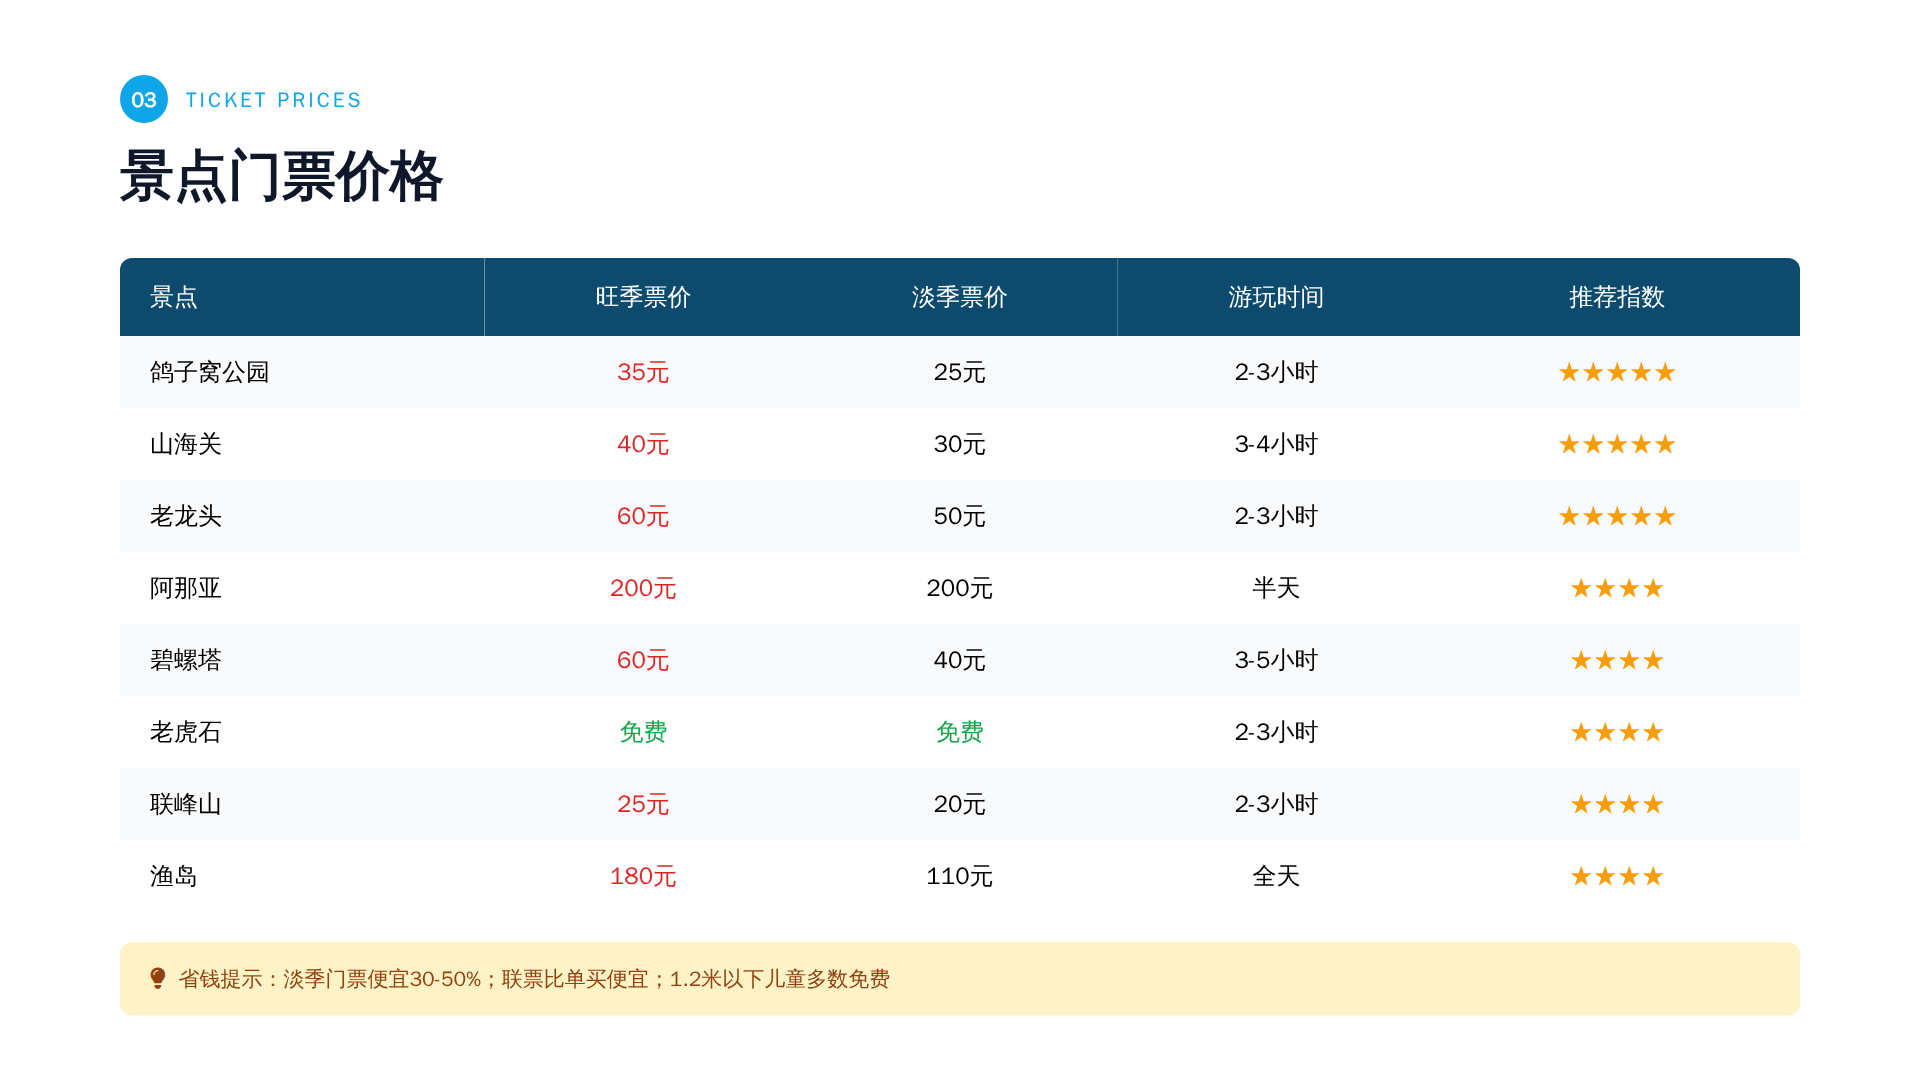 03 TICKET PRICES
景点门票价格
景点 旺季票价 淡季票价 游玩时间 推荐指数
鸽子窝公园 35元 25元 2-3小时 ★★★★★
山海关 40元 30元 3-4小时 ★★★★★
老龙头 60元 50元 2-3小时 ★★★★★
阿那亚 200元 200元 半天 ★★★★
碧螺塔 60元 40元 3-5小时 ★★★★
老虎石 免费 免费 2-3小时 ★★★★
联峰山 25元 20元 2-3小时 ★★★★
渔岛 180元 110元 全天 ★★★★
省钱提示：淡季门票便宜30-50%；联票比单买便宜；1.2米以下儿童多数免费